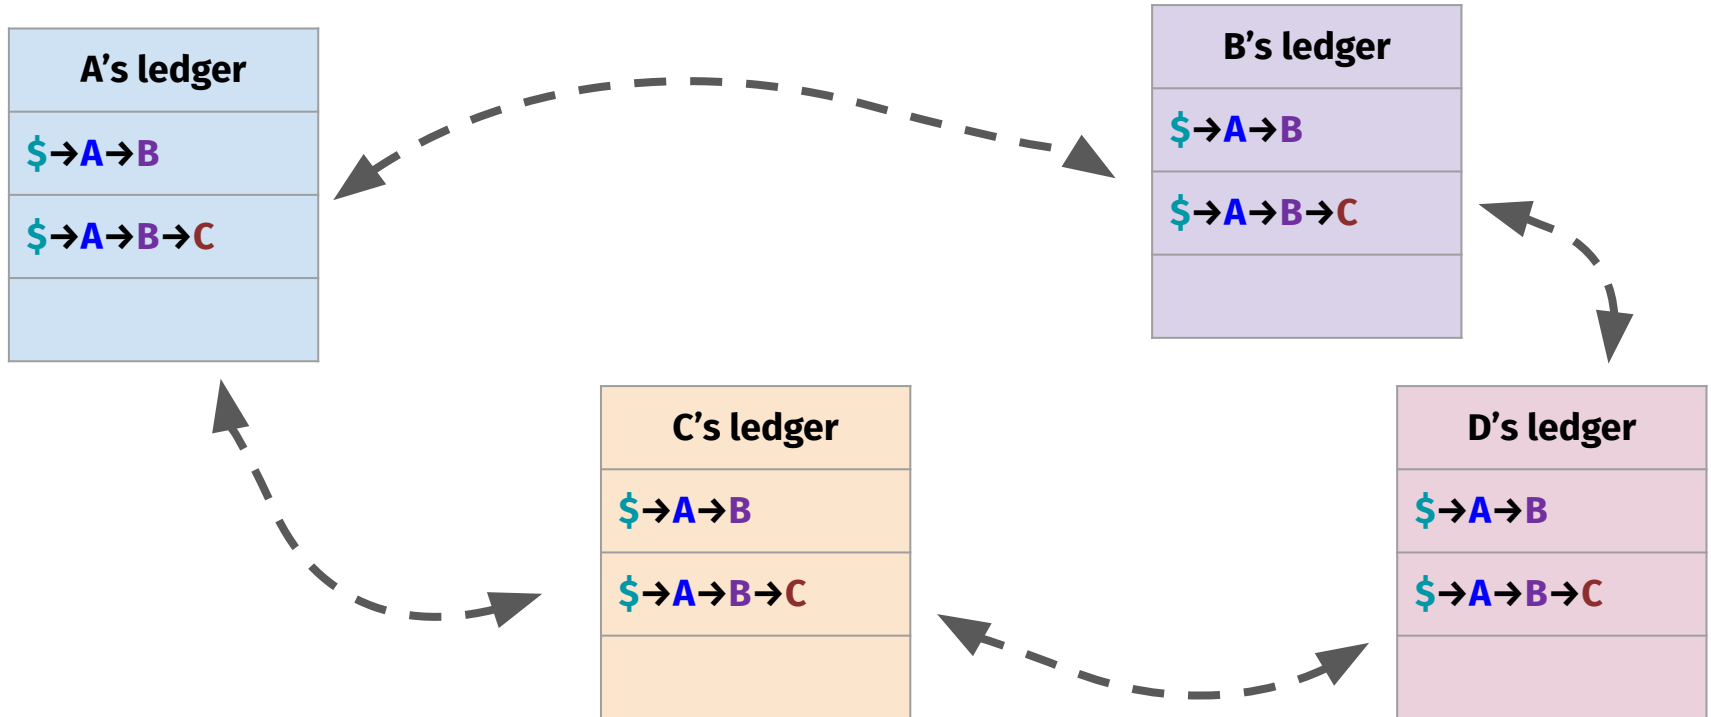 A’s ledger
$→A→B
$→A→B→C
B’s ledger
$→A→B
$→A→B→C
C’s ledger
$→A→B
$→A→B→C
D’s ledger
$→A→B
$→A→B→C